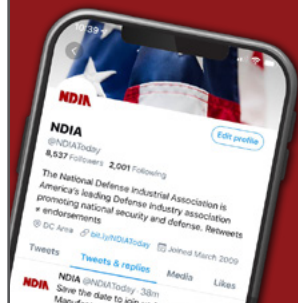 10:39
NDIA
NDIA
Edit profile
@NDIAToday
8,537 Followers 2,001 Following
The National Defense Industrial Association is
America's leading Defense Industry association
promoting national security and defense. Retweets
≠ endorsements
DC Area bit.ly/NDIAToday Joined March 2009
Tweets Tweets & replies Media Likes
NDIA NDIA @NDIAToday · 38m
Save the date to join